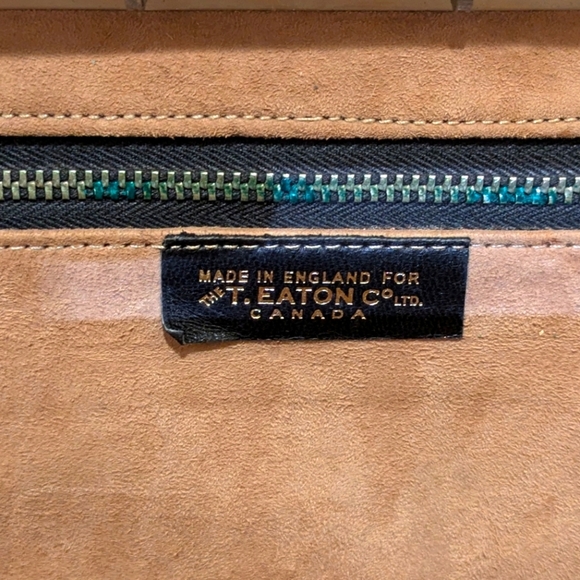 MADE IN ENGLAND FOR
THE T. EATON Co LTD.
CANADA